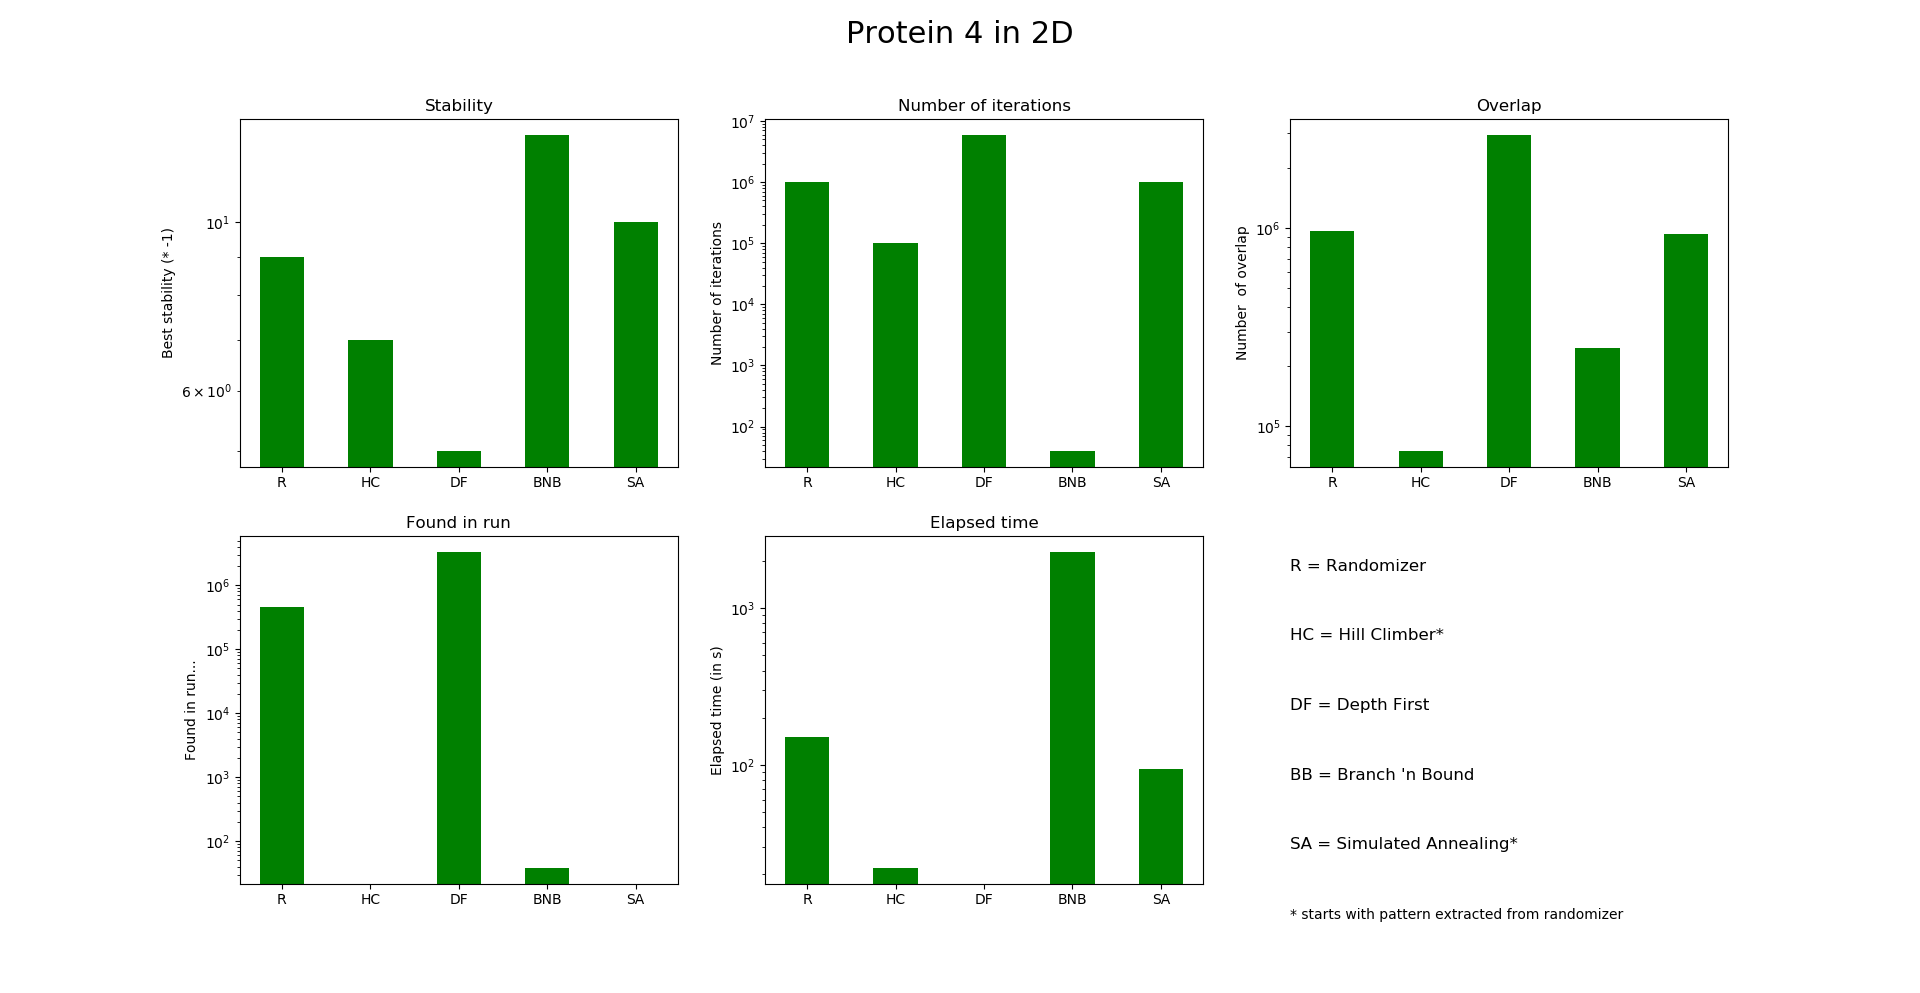 Protein 4 in 2D
Stability
Best stability (* -1)
10¹
6 × 10⁰
R HC DF BNB SA
Number of iterations
Number of iterations
10⁷
10⁶
10⁵
10⁴
10³
10²
R HC DF BNB SA
Overlap
Number  of overlap
10⁶
10⁵
R HC DF BNB SA
Found in run
Found in run...
10⁶
10⁵
10⁴
10³
10²
R HC DF BNB SA
Elapsed time
Elapsed time (in s)
10³
10²
R HC DF BNB SA
R = Randomizer
HC = Hill Climber*
DF = Depth First
BB = Branch 'n Bound
SA = Simulated Annealing*
* starts with pattern extracted from randomizer